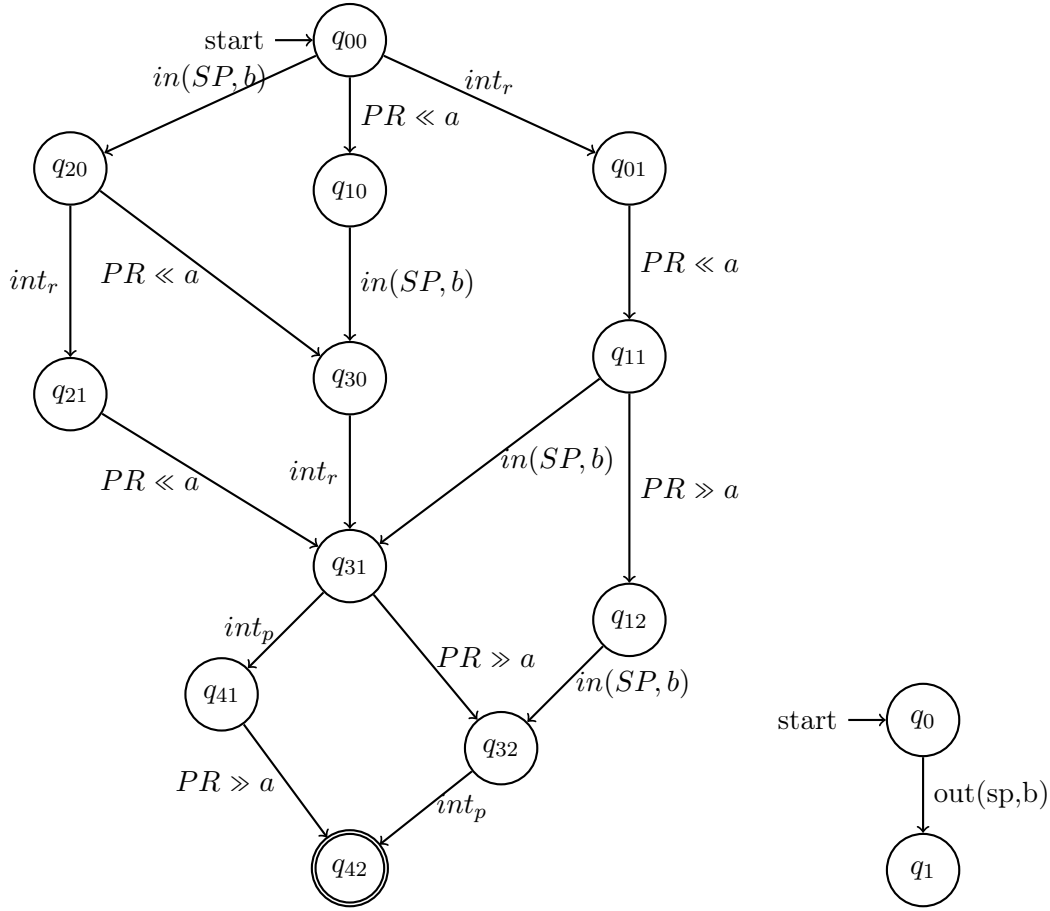 start q00
in(SP, b) PR ≪ a int_r
q20 q10 q01
int_r PR ≪ a in(SP, b) PR ≪ a
q21 q30 q11
PR ≪ a int_r in(SP, b) PR ≫ a
q31 q12
int_p PR ≫ a in(SP, b)
q41 q32
PR ≫ a int_p
q42
start q0
out(sp,b)
q1